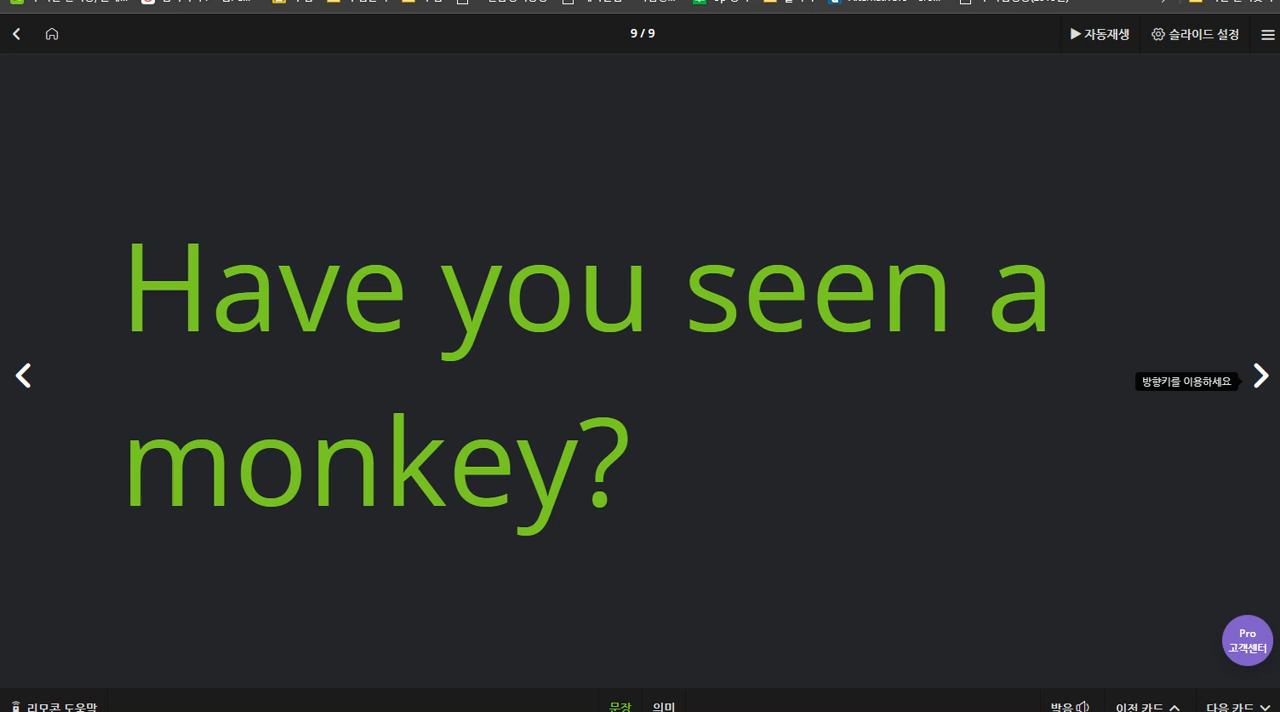 9 / 9
자동재생
슬라이드 설정
Have you seen a
monkey?
방향키를 이용하세요
Pro
고객센터
리모콘 도움말
문장
의미
발음
이전 카드
다음 카드